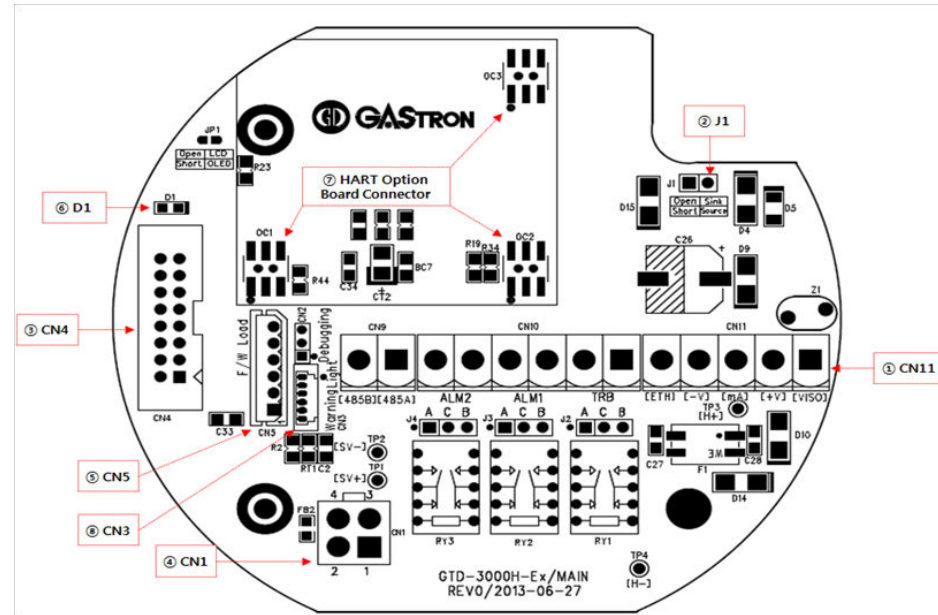 GASTRON
OC3
JP1
Open LCD
Short OLED
R23
② J1
J1
Open Sink
Short Source
D15
D4
D5
⑦ HART Option
Board Connector
⑥ D1
D1
OC1
R44
C34
CT2
BC7
R19
R34
OC2
C26
+
D9
Z1
③ CN4
CN4
F/W Load
CN2
Debugging
CN9
CN10
CN11
① CN11
[485B][485A]
ALM2
ALM1
TRB
[ETH]
[-V]
[mA]
[+V]
[VISO]
Warning Light
CN3
C33
CN5
R2
RT1
C2
[SV-]
TP2
[SV+]
TP1
J4
A C B
J3
A C B
J2
A C B
TP3
[H+]
C27
F1
C28
D10
D14
⑤ CN5
⑧ CN3
④ CN1
FB2
4
3
CN1
2
1
RY3
RY2
RY1
TP4
[H-]
GTD-3000H-Ex/MAIN
REV0/2013-06-27